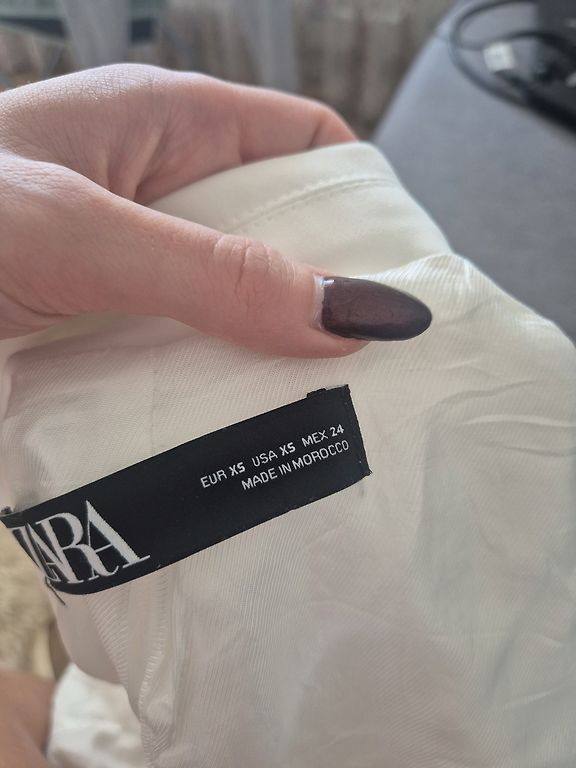 EUR XS USA XS MEX 24
MADE IN MOROCCO
ZARA